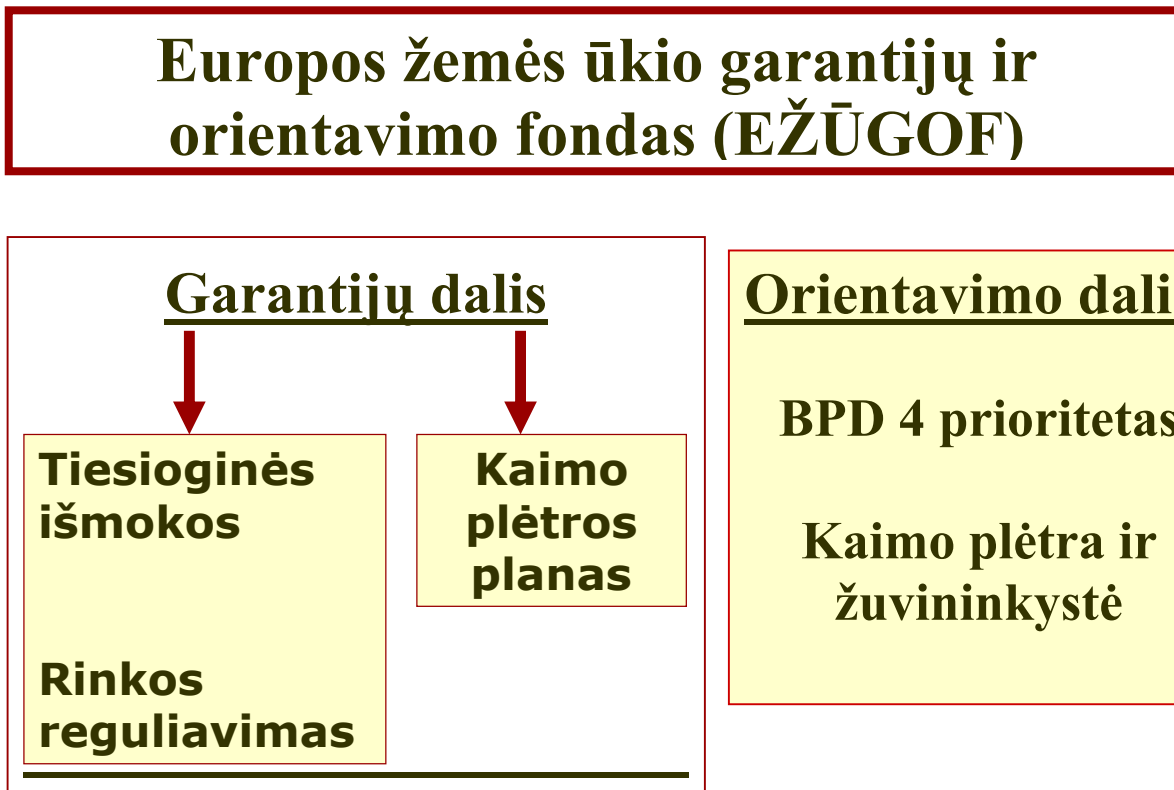 Europos žemės ūkio garantijų ir
orientavimo fondas (EŽŪGOF)
Garantijų dalis
Tiesioginės
išmokos
Rinkos
reguliavimas
Kaimo
plėtros
planas
Orientavimo dali
BPD 4 prioritetas
Kaimo plėtra ir
žuvininkystė